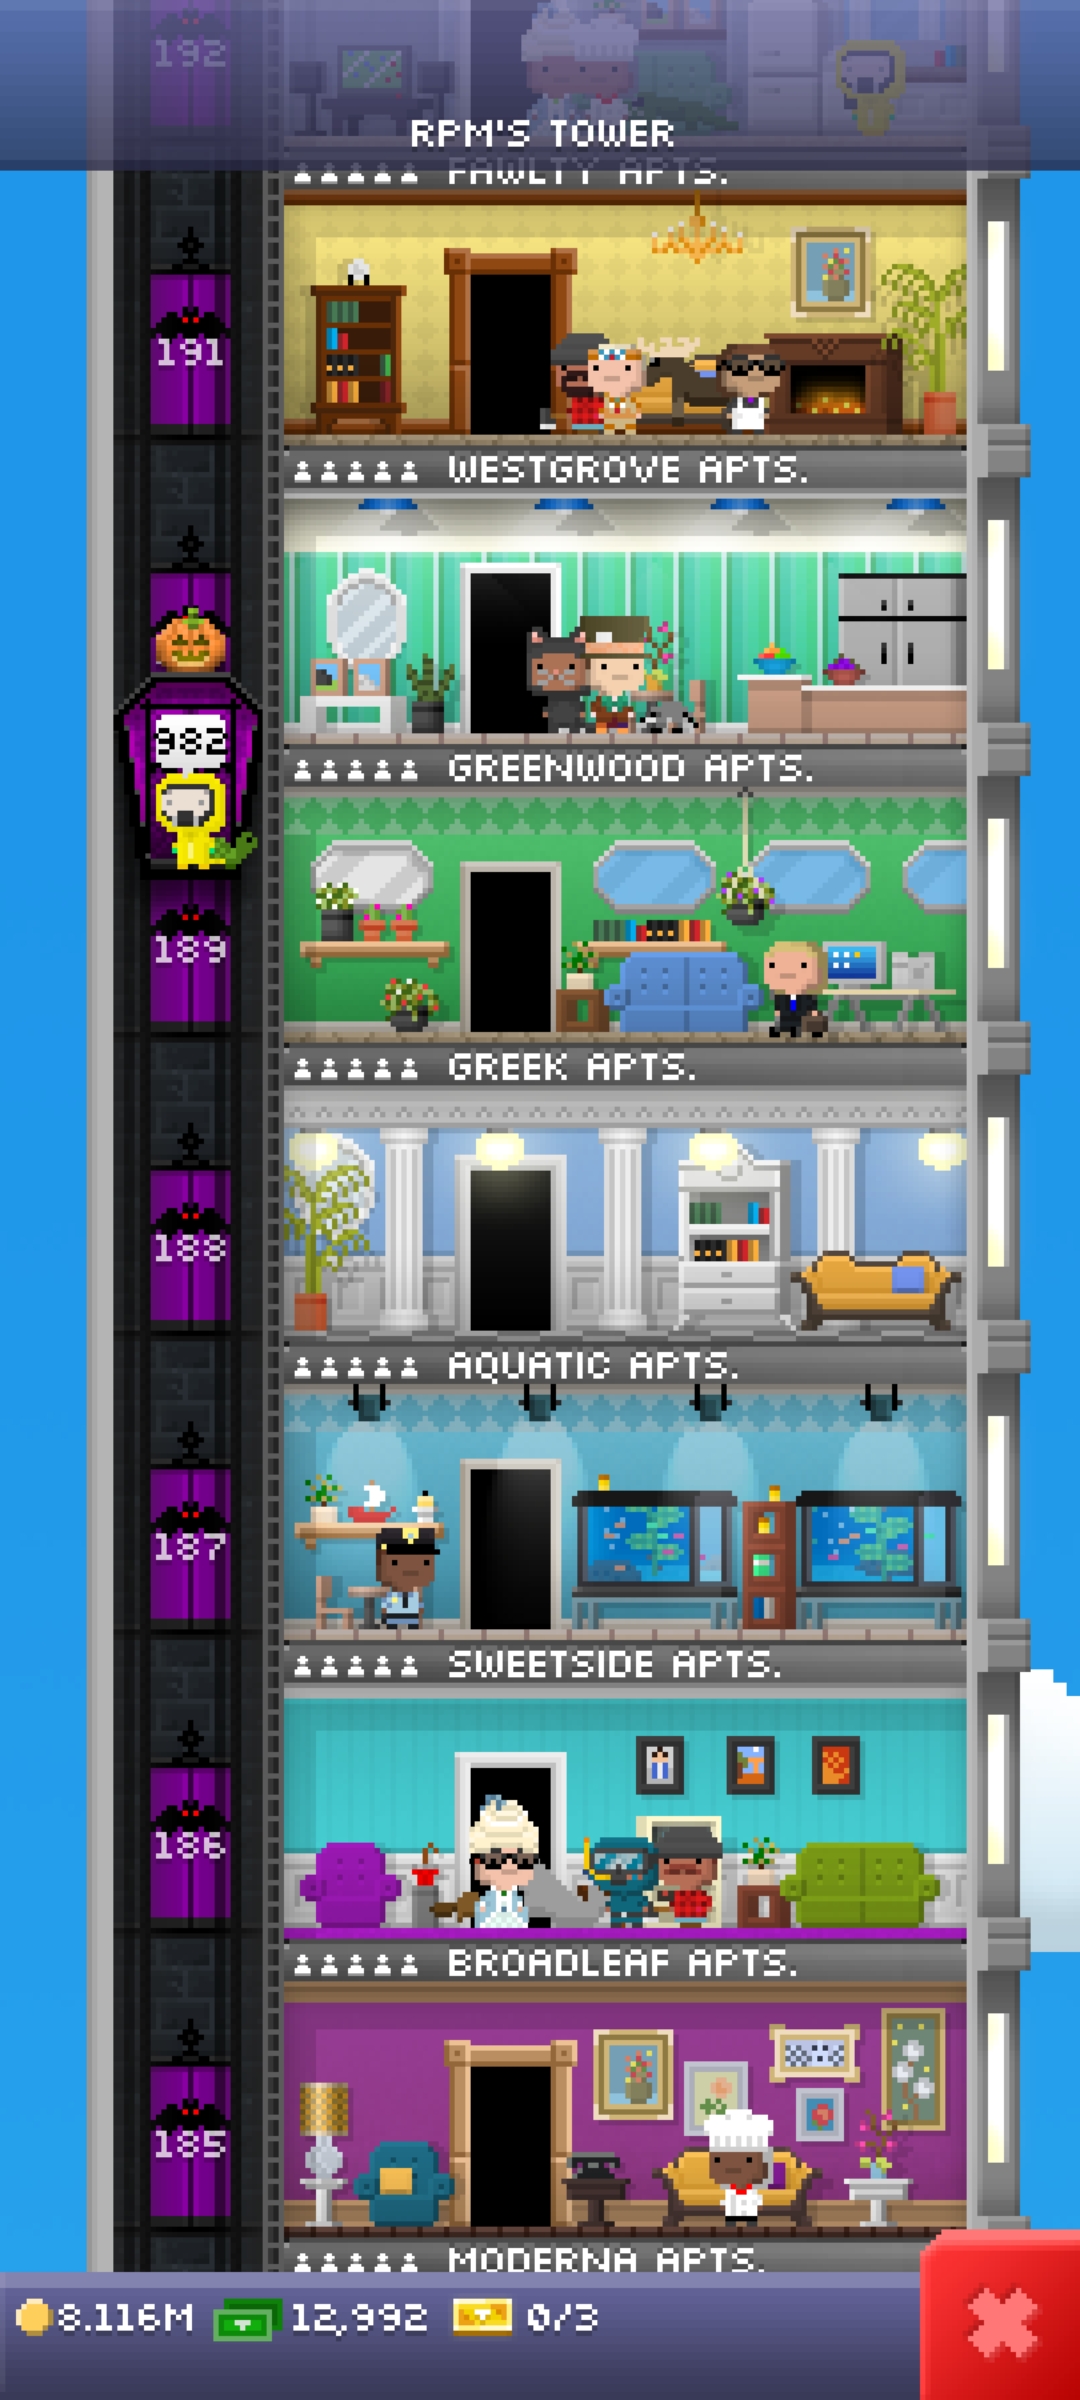 192
RPM'S TOWER
FAWLTY APTS.
191
WESTGROVE APTS.
982
GREENWOOD APTS.
189
GREEK APTS.
188
AQUATIC APTS.
187
SWEETSIDE APTS.
186
BROADLEAF APTS.
185
MODERNA APTS.
8.116M 12,992 0/3